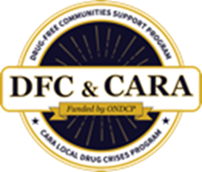 DRUG-FREE COMMUNITIES SUPPORT PROGRAM
DFC & CARA
Funded by ONDCP
CARA LOCAL DRUG CRISES PROGRAM